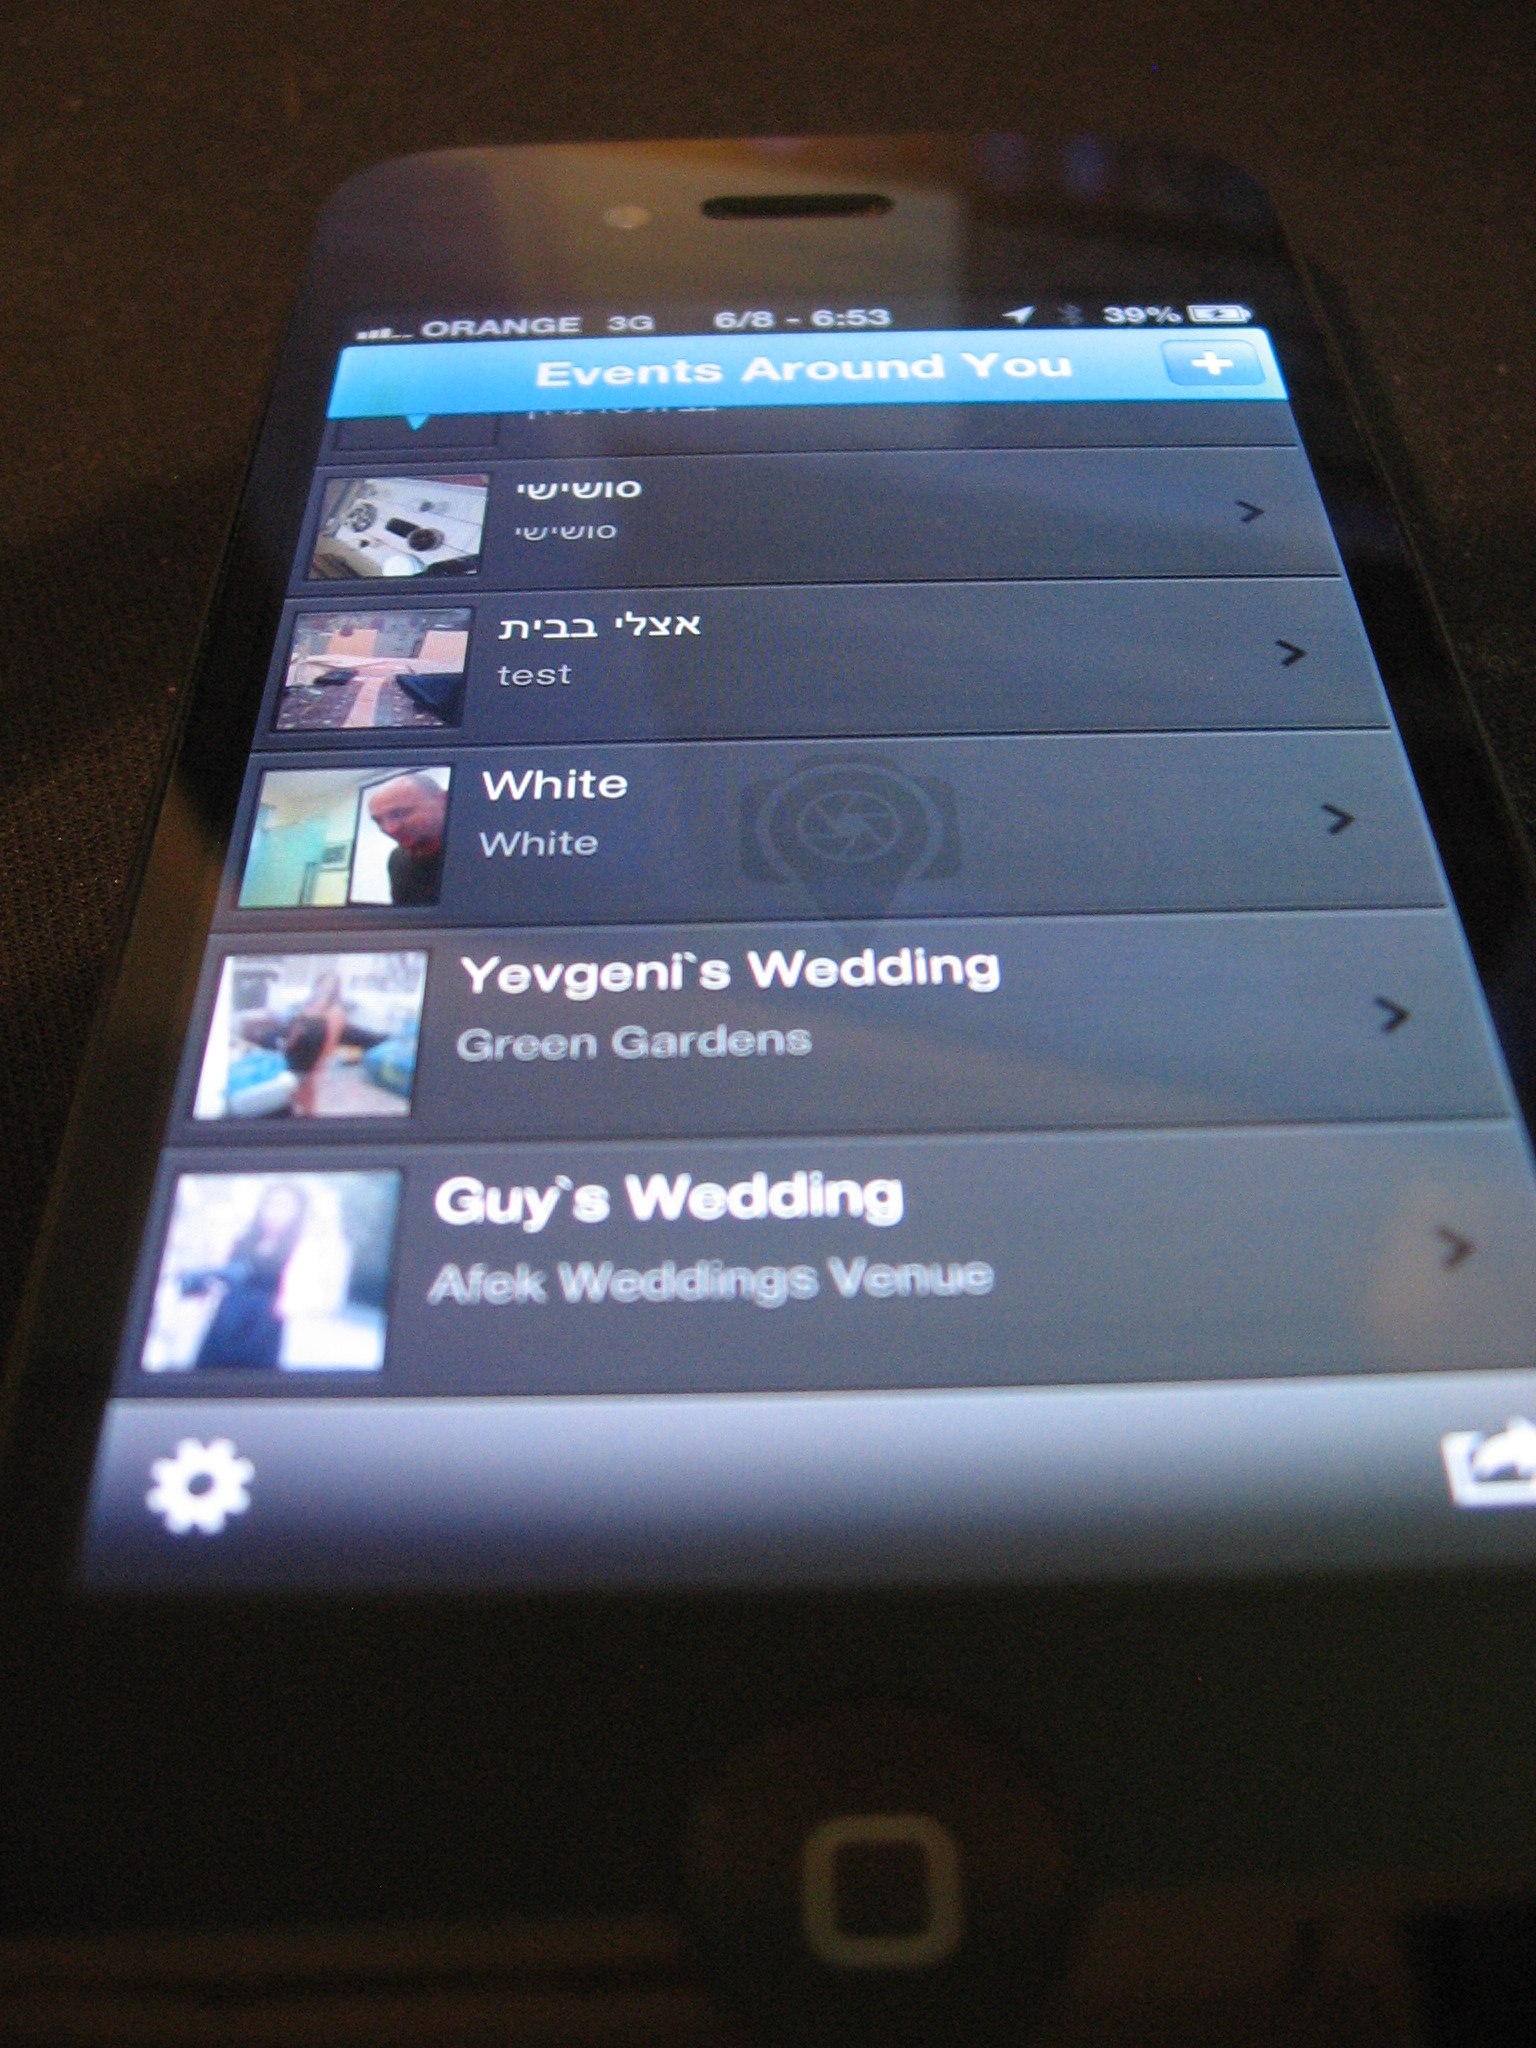 ORANGE 3G 6/8 - 6:53 39%
Events Around You
סושישי
סושישי
אצלי בבית
test
White
White
Yevgeni`s Wedding
Green Gardens
Guy`s Wedding
Afek Weddings Venue